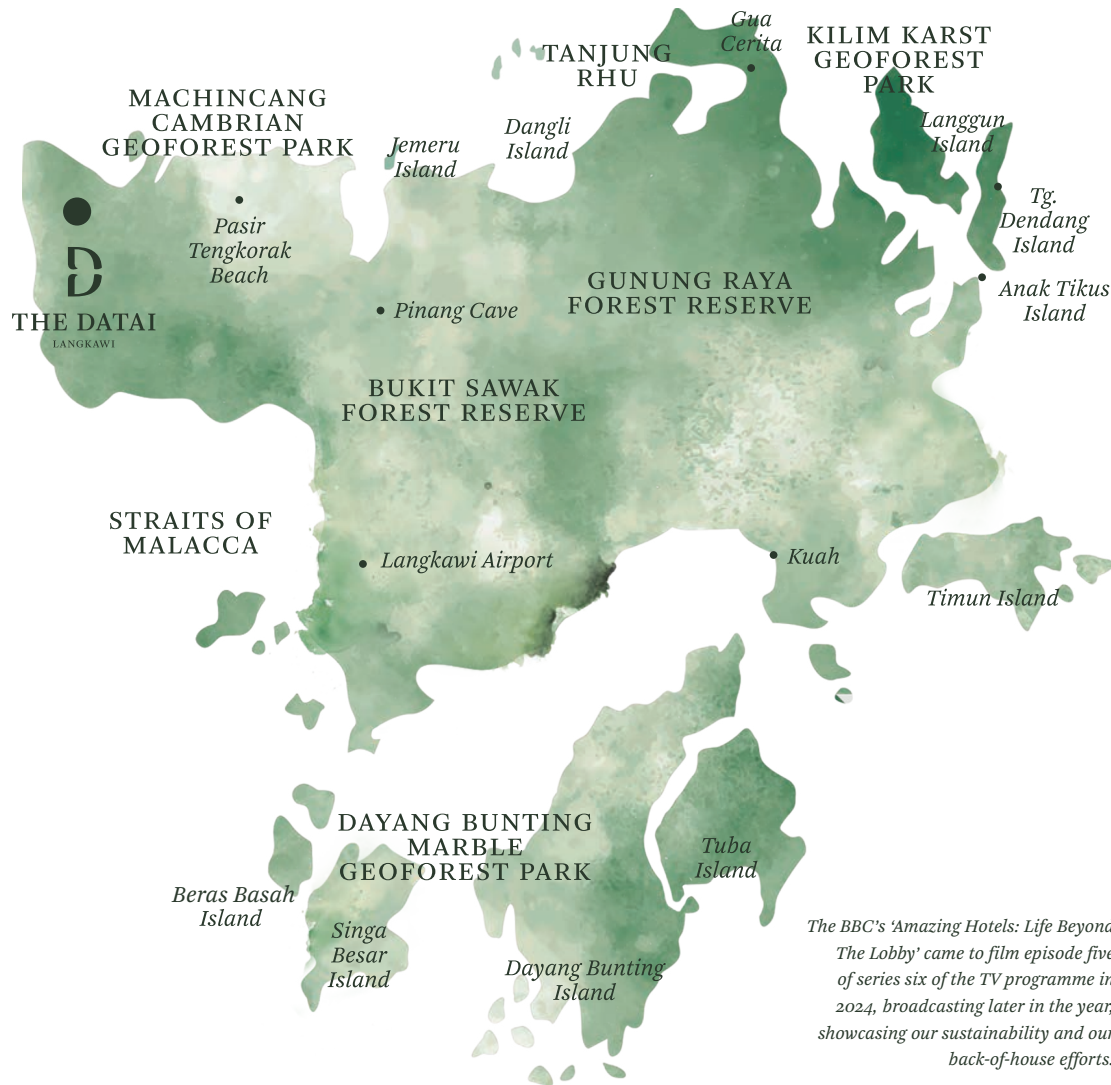 Gua
Cerita
TANJUNG
RHU
KILIM KARST
GEOFOREST
PARK
MACHINCANG
CAMBRIAN
GEOFOREST PARK
Jemeru
Island
Dangli
Island
Langgun
Island
Tg.
Dendang
Island
Pasir
Tengkorak
Beach
D
THE DATAI
LANGKAWI
Pinang Cave
GUNUNG RAYA
FOREST RESERVE
Anak Tikus
Island
BUKIT SAWAK
FOREST RESERVE
STRAITS OF
MALACCA
Langkawi Airport
Kuah
Timun Island
DAYANG BUNTING
MARBLE
GEOFOREST PARK
Tuba
Island
Beras Basah
Island
Singa
Besar
Island
Dayang Bunting
Island
The BBC's ‘Amazing Hotels: Life Beyond
The Lobby’ came to film episode five
of series six of the TV programme in
2024, broadcasting later in the year,
showcasing our sustainability and our
back-of-house efforts.